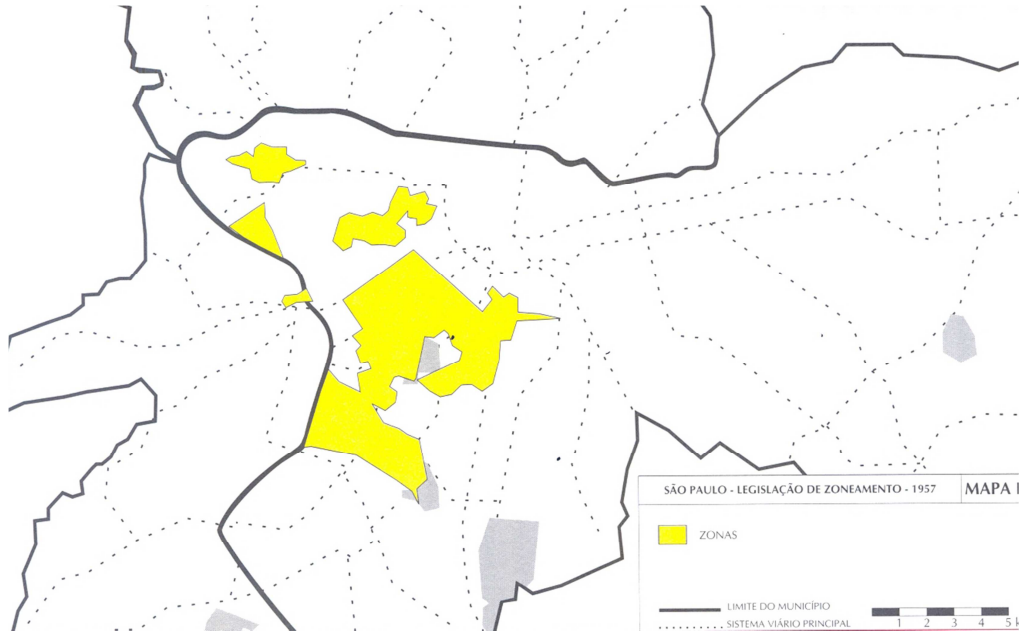 SÃO PAULO - LEGISLAÇÃO DE ZONEAMENTO - 1957
MAPA
ZONAS
LIMITE DO MUNICÍPIO
SISTEMA VIÁRIO PRINCIPAL
1 2 3 4 5